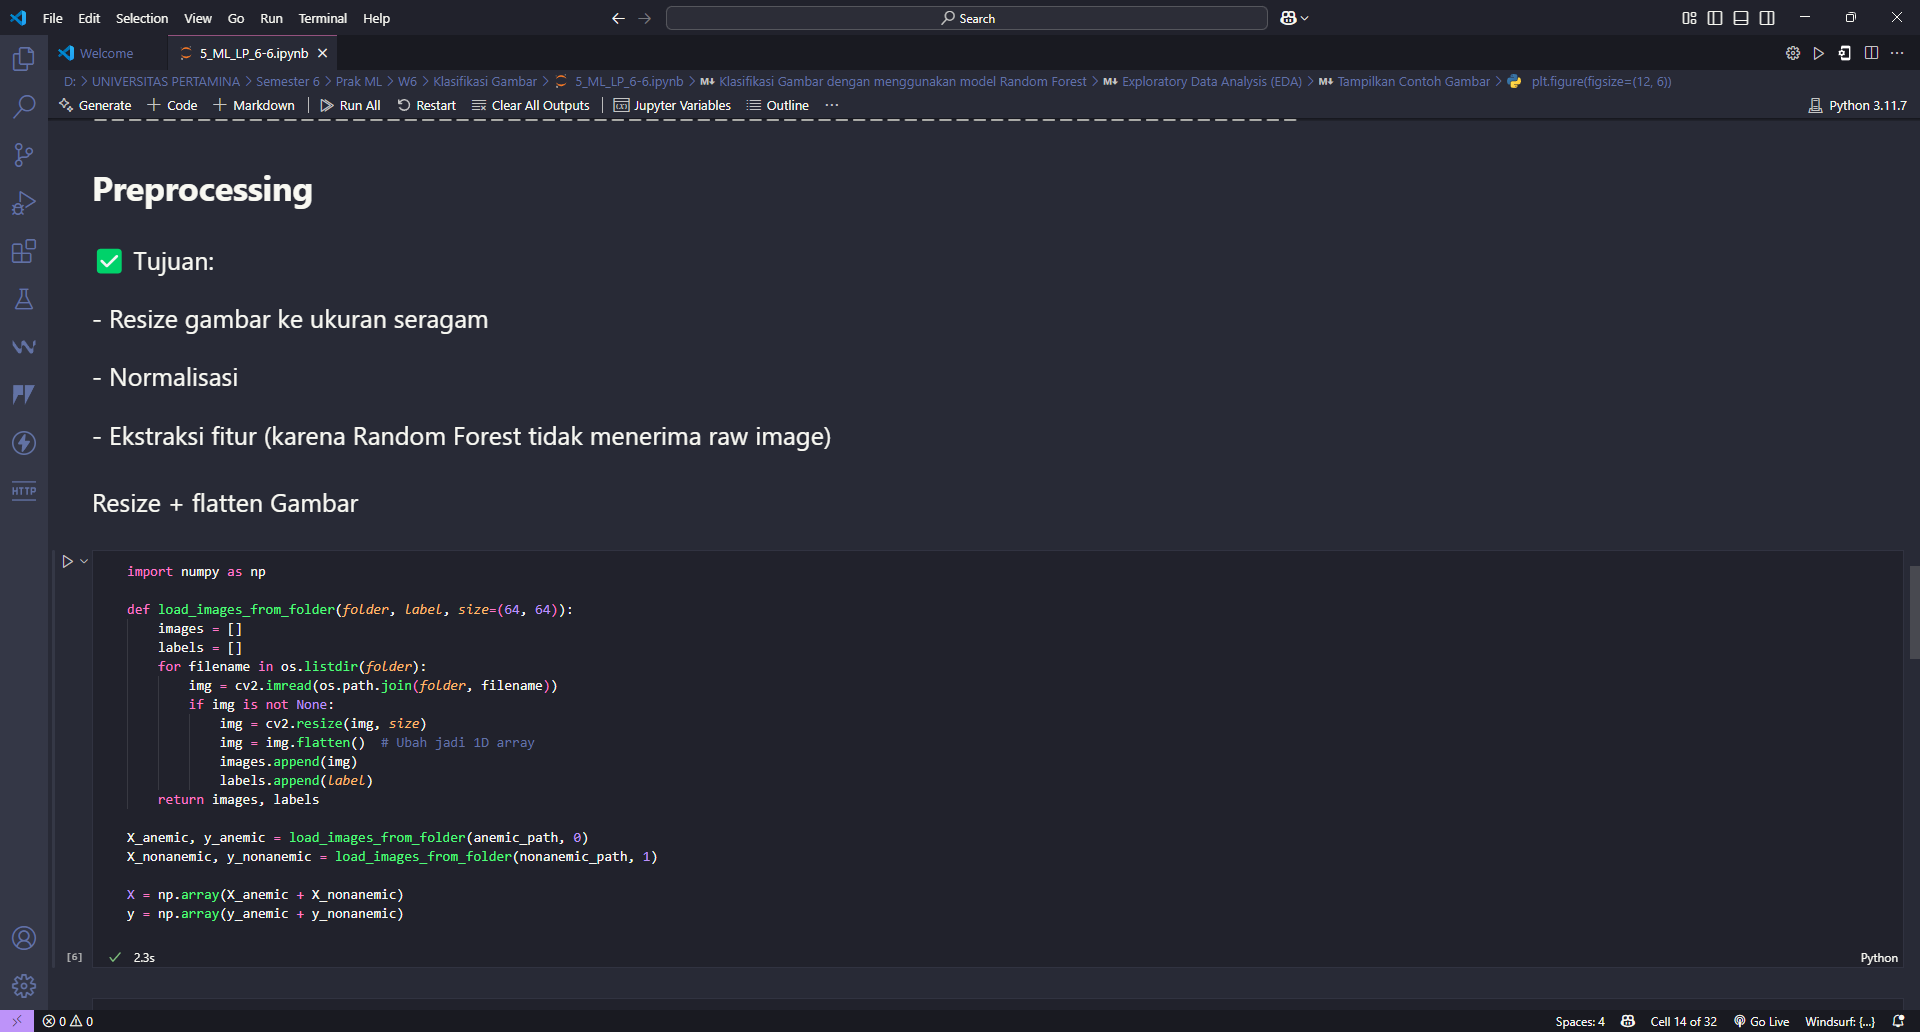 File Edit Selection View Go Run Terminal Help
Search
Welcome
5_ML_LP_6-6.ipynb
D: > UNIVERSITAS PERTAMINA > Semester 6 > Prak ML > W6 > Klasifikasi Gambar > 5_ML_LP_6-6.ipynb > M↓ Klasifikasi Gambar dengan menggunakan model Random Forest > M↓ Exploratory Data Analysis (EDA) > M↓ Tampilkan Contoh Gambar > plt.figure(figsize=(12, 6))
Generate + Code + Markdown | Run All Restart Clear All Outputs | Jupyter Variables Outline ...
Python 3.11.7
Preprocessing
✅ Tujuan:
- Resize gambar ke ukuran seragam
- Normalisasi
- Ekstraksi fitur (karena Random Forest tidak menerima raw image)
Resize + flatten Gambar
import numpy as np
def load_images_from_folder(folder, label, size=(64, 64)):
    images = []
    labels = []
    for filename in os.listdir(folder):
        img = cv2.imread(os.path.join(folder, filename))
        if img is not None:
            img = cv2.resize(img, size)
            img = img.flatten()  # Ubah jadi 1D array
            images.append(img)
            labels.append(label)
    return images, labels
X_anemic, y_anemic = load_images_from_folder(anemic_path, 0)
X_nonanemic, y_nonanemic = load_images_from_folder(nonanemic_path, 1)
X = np.array(X_anemic + X_nonanemic)
y = np.array(y_anemic + y_nonanemic)
[6] ✓ 2.3s
Python
HTTP
0 0
Spaces: 4
Cell 14 of 32
Go Live
Windsurf: {...}